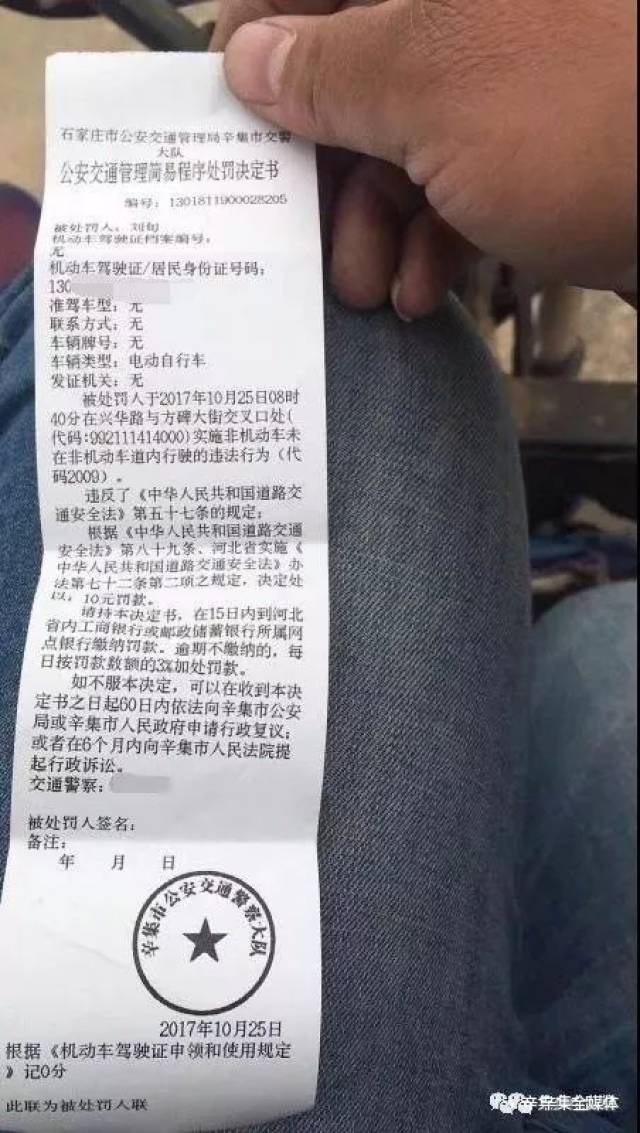 石家庄市公安交通管理局辛集市交警
大队
公安交通管理简易程序处罚决定书
编号：1301811900028205
被处罚人：刘旬
机动车驾驶证档案编号：
无
机动车驾驶证/居民身份证号码：
130
准驾车型：无
联系方式：无
车辆牌号：无
车辆类型：电动自行车
发证机关：无
被处罚人于2017年10月25日08时
40分在兴华路与方碑大街交叉口处(
代码:992111414000)实施非机动车未
在非机动车道内行驶的违法行为（代
码2009）。
违反了《中华人民共和国道路交
通安全法》第五十七条的规定；
根据《中华人民共和国道路交通
安全法》第八十九条、河北省实施《
中华人民共和国道路交通安全法》办
法第七十二条第二项之规定，决定处
以：10元罚款。
请持本决定书，在15日内到河北
省内工商银行或邮政储蓄银行所属网
点银行缴纳罚款。逾期不缴纳的，每
日按罚款数额的3%加处罚款。
如不服本决定，可以在收到本决
定书之日起60日内依法向辛集市公安
局或辛集市人民政府申请行政复议；
或者在6个月内向辛集市人民法院提
起行政诉讼。
交通警察：
被处罚人签名：
备注：
年 月 日
辛集市公安交通警察大队
2017年10月25日
根据《机动车驾驶证申领和使用规定
》记0分
此联为被处罚人联
辛集全媒体